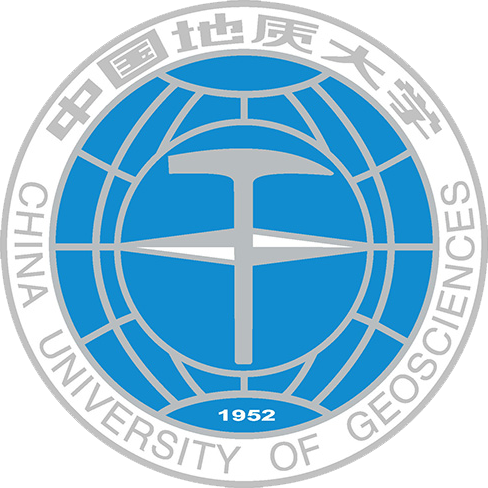 中国地质大学
1952
CHINA UNIVERSITY OF GEOSCIENCES